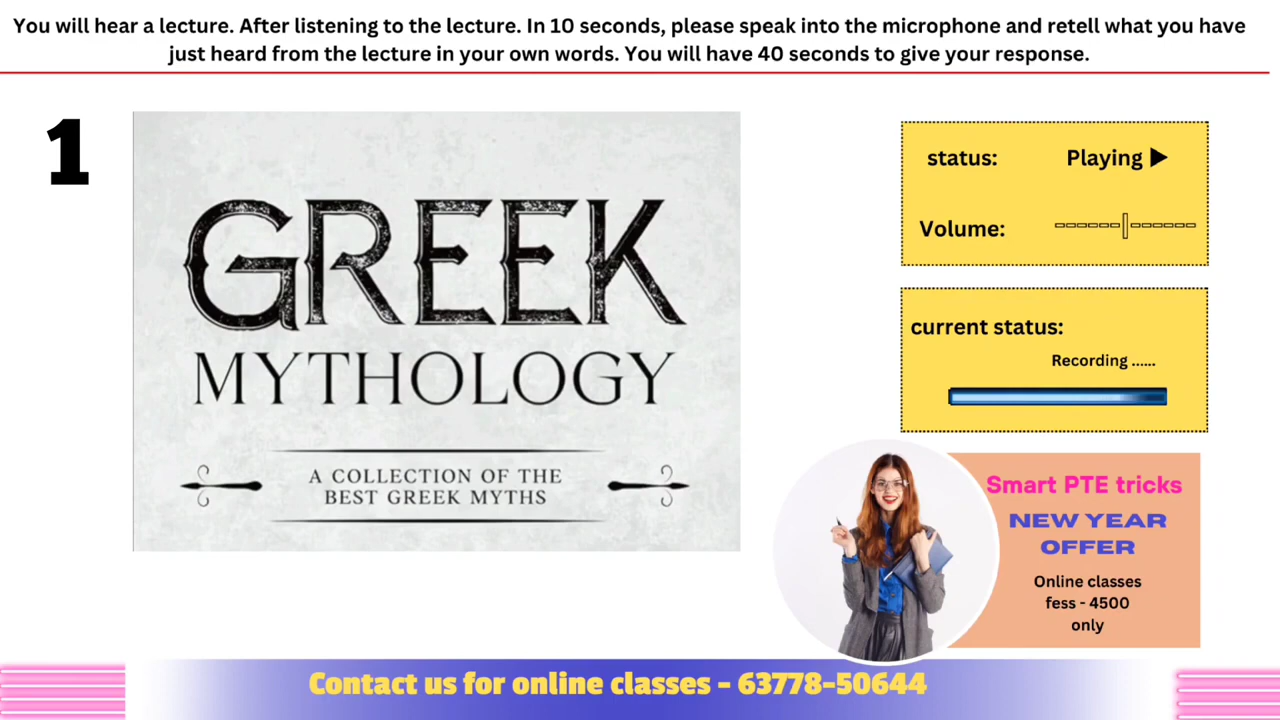 You will hear a lecture. After listening to the lecture. In 10 seconds, please speak into the microphone and retell what you have
just heard from the lecture in your own words. You will have 40 seconds to give your response.
1
GREEK
MYTHOLOGY
A COLLECTION OF THE
BEST GREEK MYTHS
status: Playing
Volume:
current status:
Recording ......
Smart PTE tricks
NEW YEAR
OFFER
Online classes
fess - 4500
only
Contact us for online classes - 63778-50644